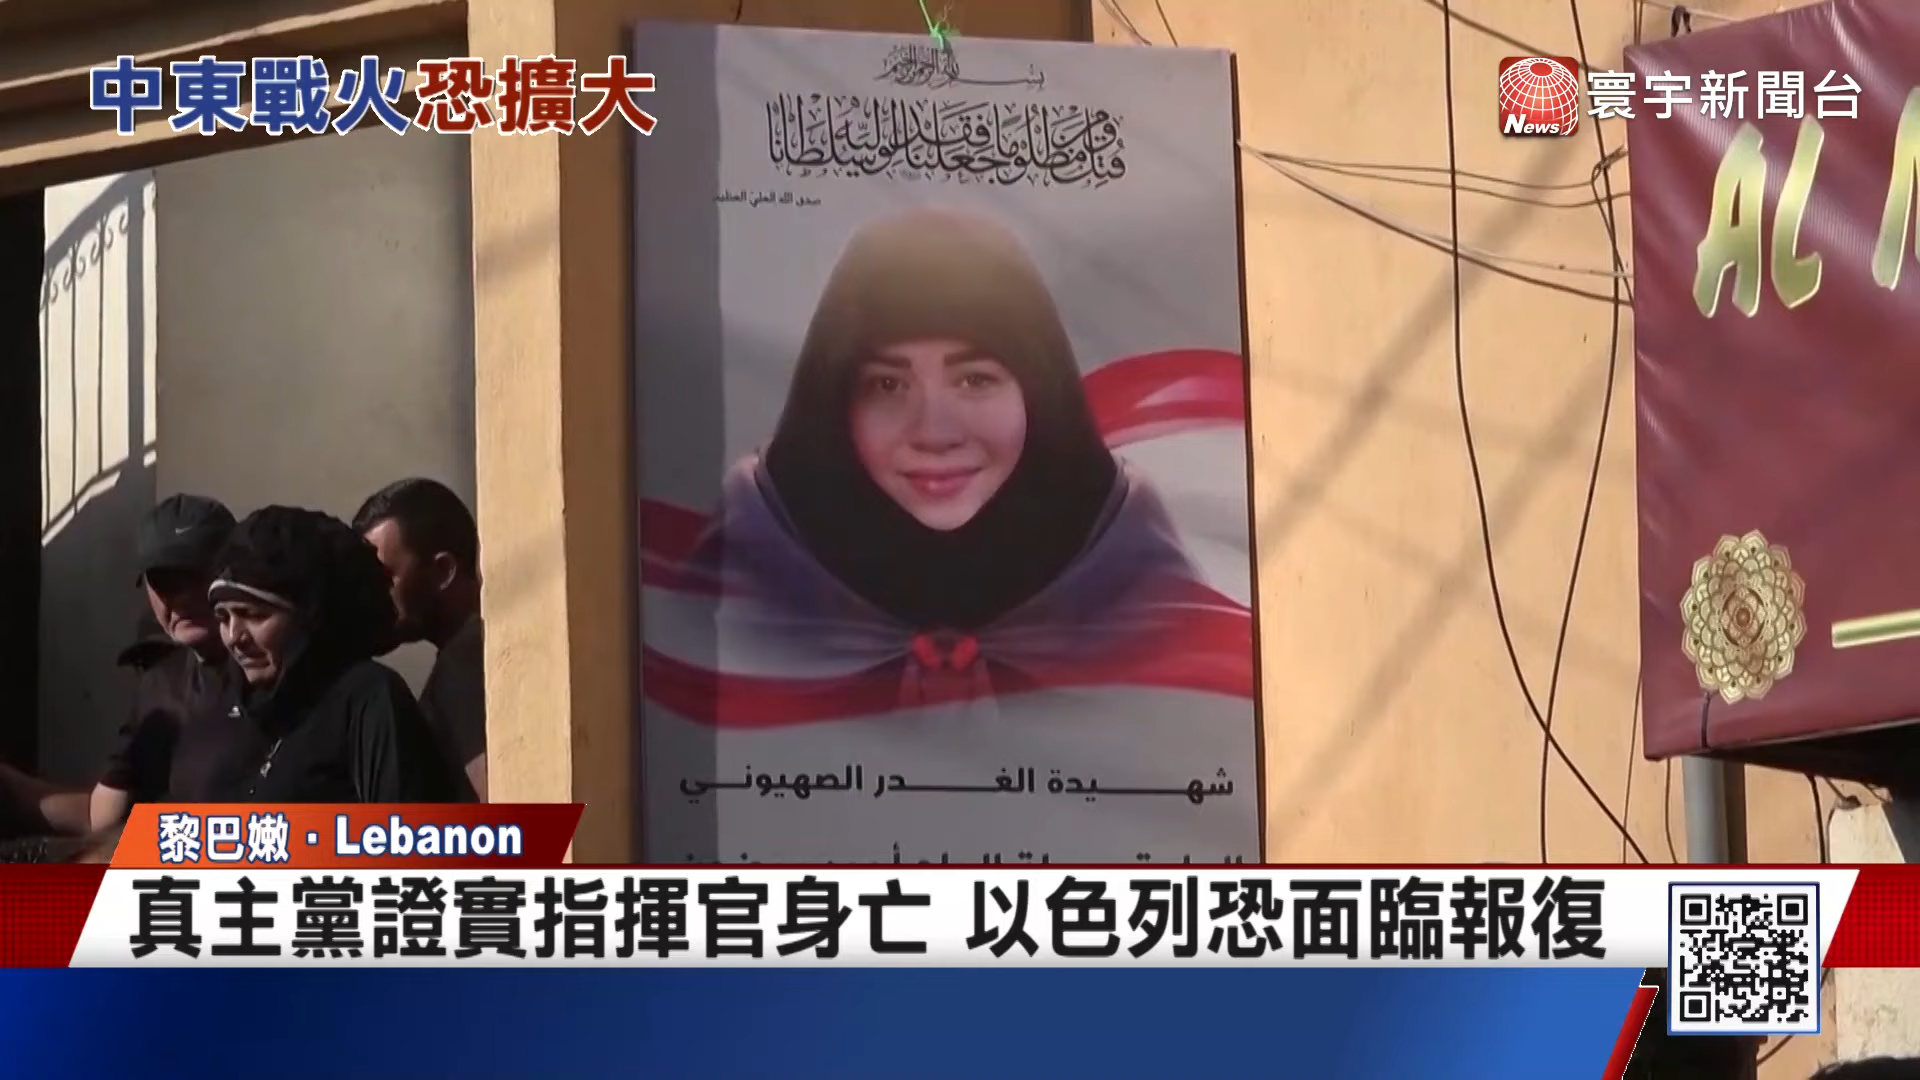 中東戰火恐擴大
News
寰宇新聞台
بسم الله الرحمن الرحيم
ومن قتل مظلوما فقد جعلنا لوليه سلطانا
صدق الله العلي العظيم
AL
شهيدة الغدر الصهيوني
黎巴嫩・Lebanon
真主黨證實指揮官身亡 以色列恐面臨報復